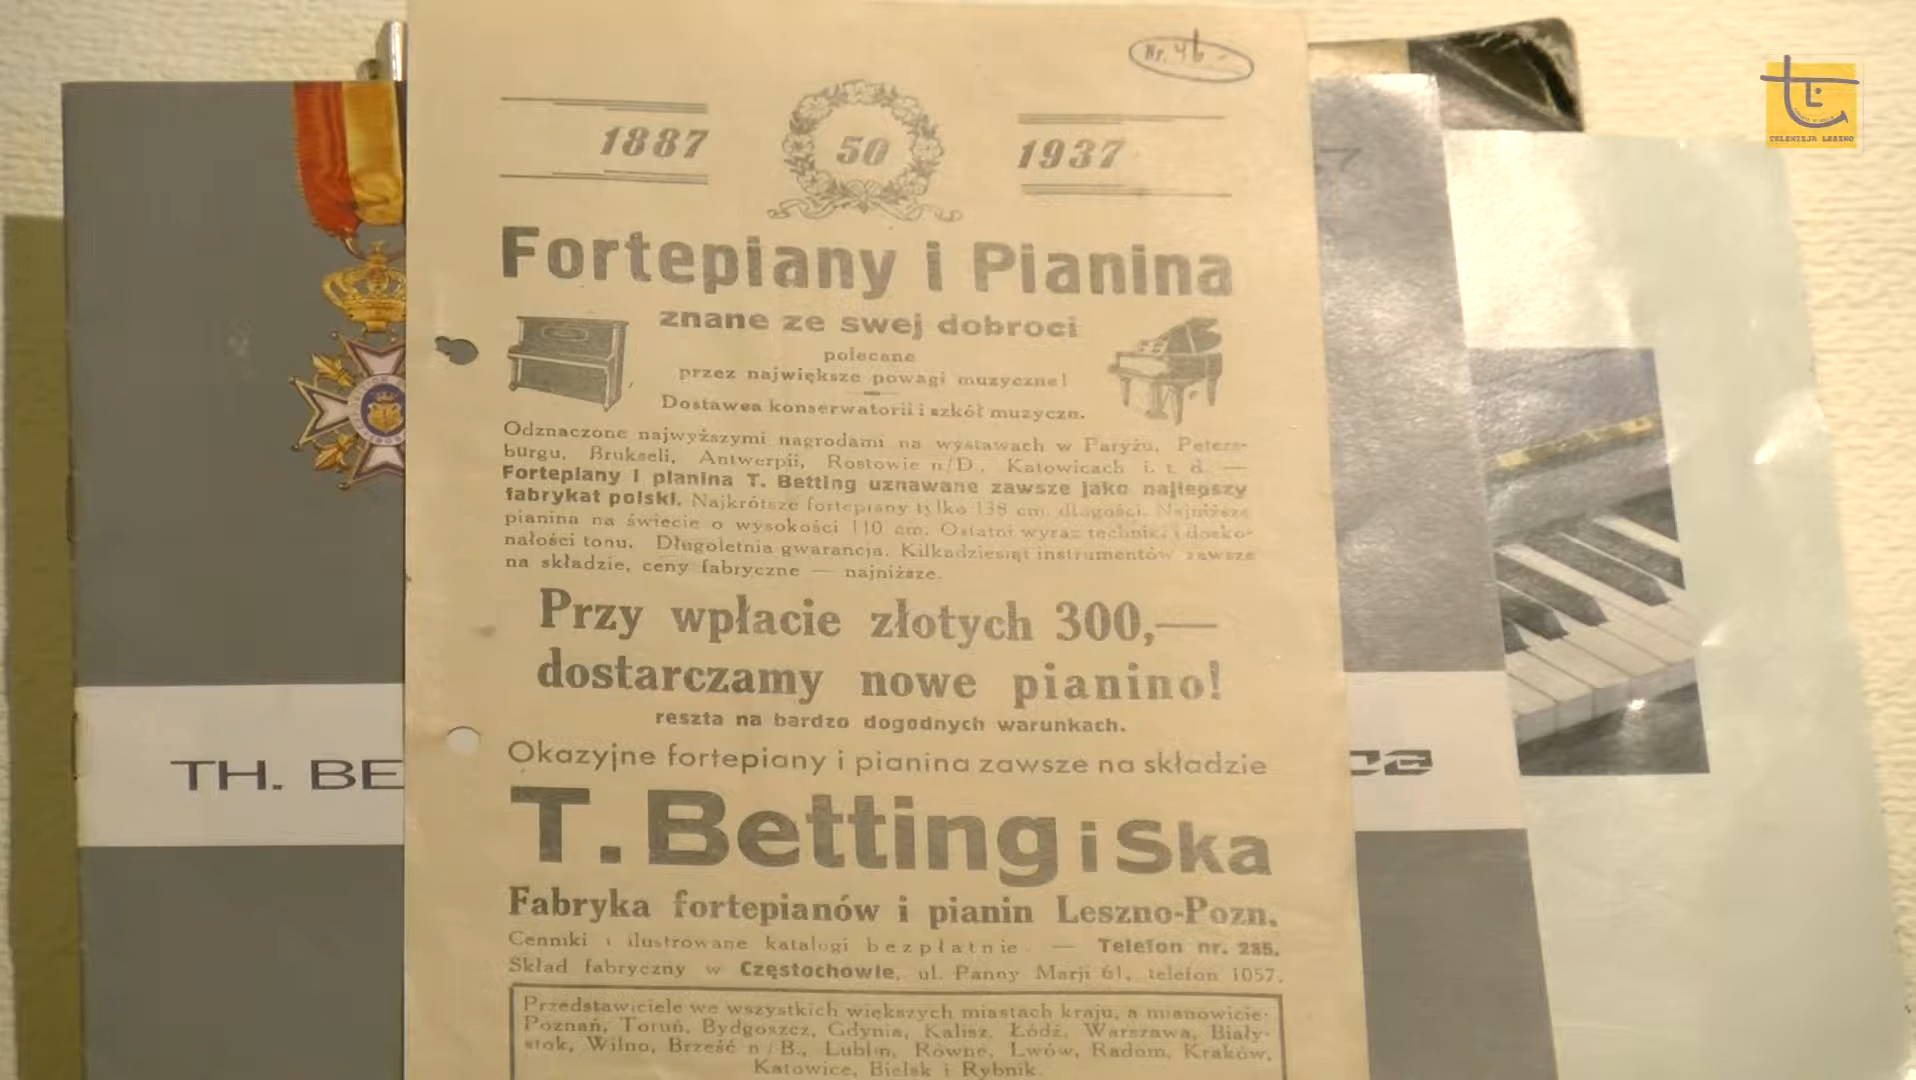 Nr. 46
1887 50 1937
Fortepiany i Pianina
znane ze swej dobroci
polecane
przez największe powagi muzyczne!
Dostawca konserwatorii i szkół muzyczn.
Odznaczone najwyższymi nagrodami na wystawach w Paryżu, Peters-
burgu, Brukseli, Antwerpii, Rostowie n/D., Katowicach i. t. d. —
Fortepiany i pianina T. Betting uznawane zawsze jako najlepszy
fabrykat polski. Najkrótsze fortepiany tylko 138 cm. długości. Najniższe
pianina na świecie o wysokości 110 cm. Ostatni wyraz techniki i dosko-
nałości tonu. Długoletnia gwarancja. Kilkadziesiąt instrumentów zawsze
na składzie, ceny fabryczne — najniższe.
Przy wpłacie złotych 300,—
dostarczamy nowe pianino!
reszta na bardzo dogodnych warunkach.
Okazyjne fortepiany i pianina zawsze na składzie
T. Betting i Ska
Fabryka fortepianów i pianin Leszno-Pozn.
Cenniki i ilustrowane katalogi bezpłatnie — Telefon nr. 285.
Skład fabryczny w Częstochowie, ul. Panny Marji 61, telefon 1057.
Przedstawiciele we wszystkich większych miastach kraju, a mianowicie:
Poznań, Toruń, Bydgoszcz, Gdynia, Kalisz, Łódź, Warszawa, Biały-
stok, Wilno, Brześć n/B., Lublin, Równe, Lwów, Radom, Kraków,
Katowice, Bielsk i Rybnik.
TH. BE
TELEWIZJA LESZNO